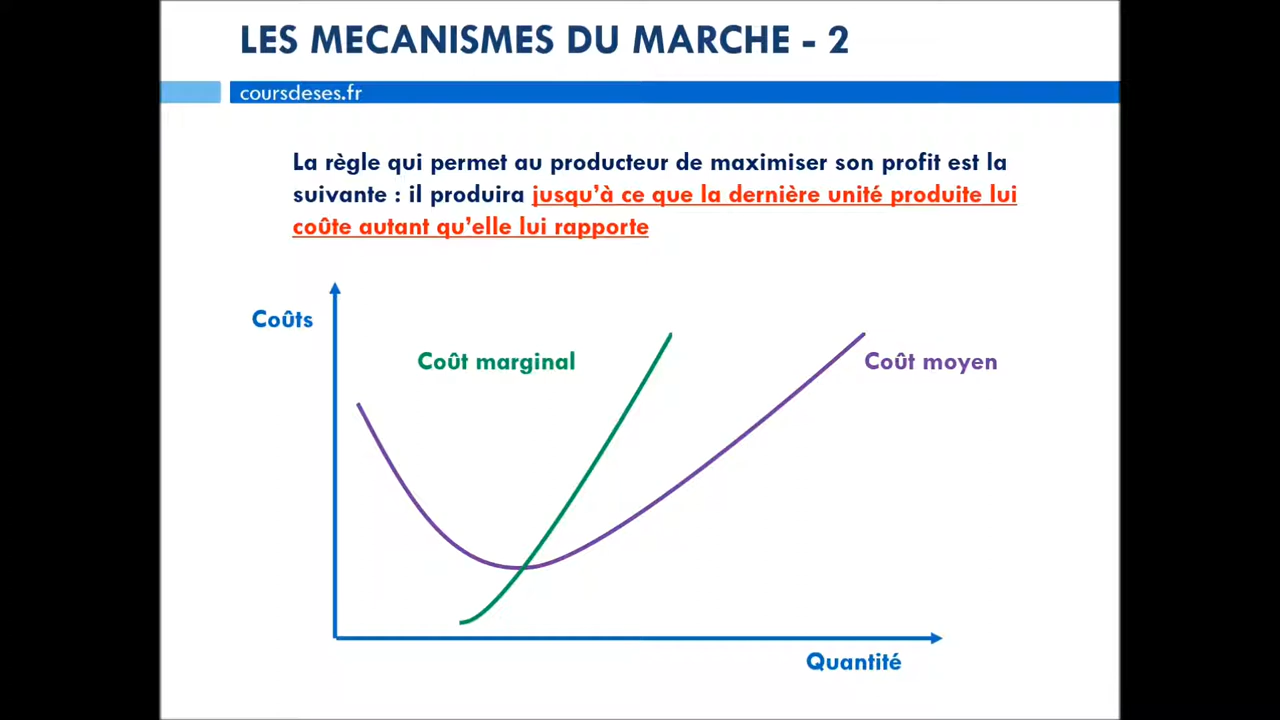 LES MECANISMES DU MARCHE - 2
coursdeses.fr
La règle qui permet au producteur de maximiser son profit est la
suivante : il produira jusqu’à ce que la dernière unité produite lui
coûte autant qu’elle lui rapporte
Coûts
Coût marginal
Coût moyen
Quantité